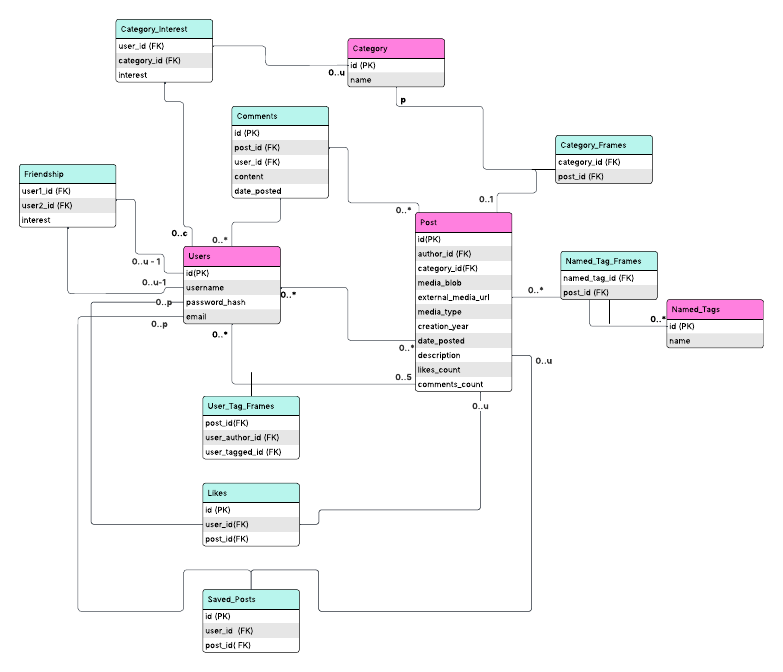 Category_Interest
user_id (FK)
category_id (FK)
interest
Category
id (PK)
name
0..u
p
Comments
id (PK)
post_id (FK)
user_id (FK)
content
date_posted
Category_Frames
category_id (FK)
post_id (FK)
Friendship
user1_id (FK)
user2_id (FK)
interest
0..1
0..*
0..c
0..*
Post
id(PK)
author_id (FK)
category_id(FK)
media_blob
external_media_url
media_type
creation_year
date_posted
description
likes_count
comments_count
Users
id(PK)
username
password_hash
email
0..u - 1
0..u-1
0..p
0..p
0..*
0..*
0..*
0..5
0..*
Named_Tag_Frames
named_tag_id (FK)
post_id (FK)
0..*
Named_Tags
id (PK)
name
0..u
0..u
User_Tag_Frames
post_id(FK)
user_author_id (FK)
user_tagged_id (FK)
Likes
id (PK)
user_id(FK)
post_id(FK)
Saved_Posts
id (PK)
user_id (FK)
post_id( FK)